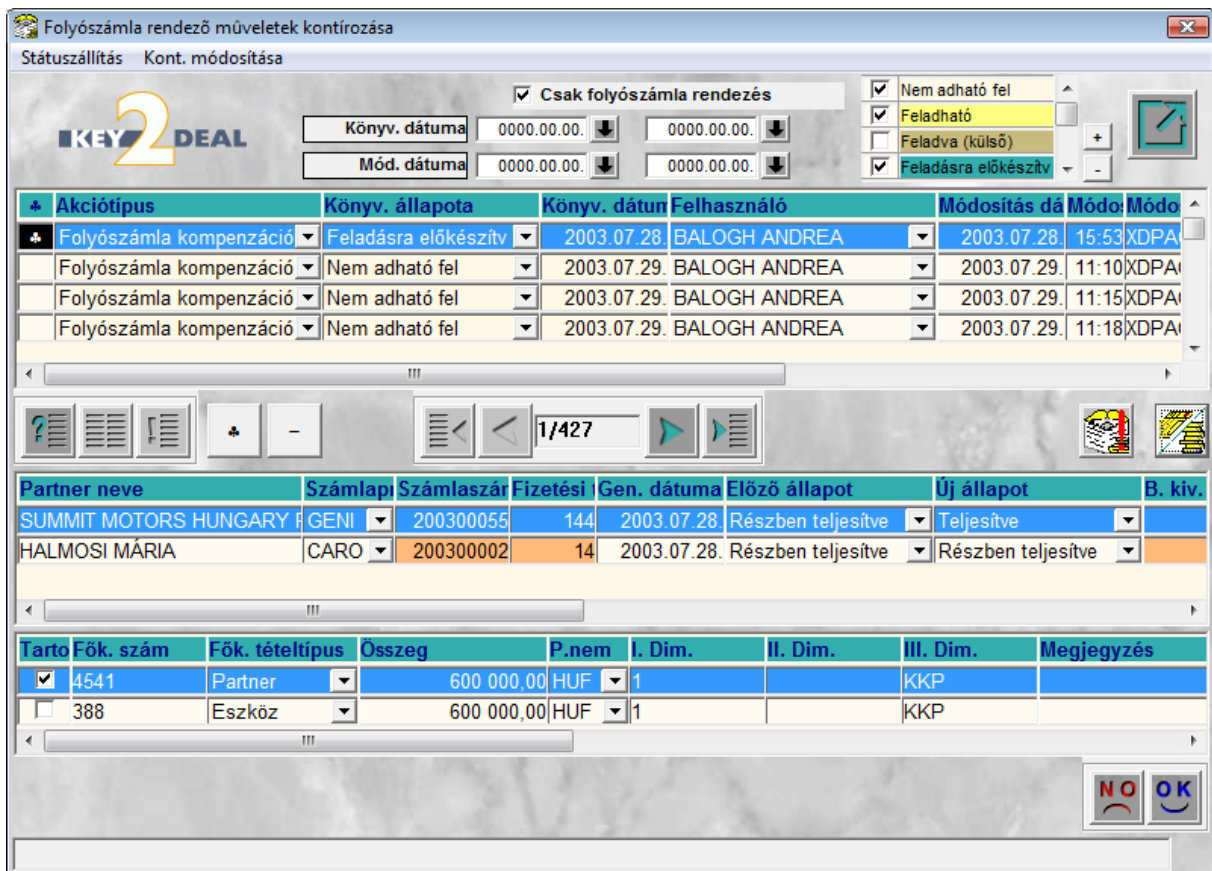 Folyószámla rendező mûveletek kontírozása
Státuszállítás Kont. módosítása
KEY 2 DEAL
Csak folyószámla rendezés
Könyv. dátuma 0000.00.00. 0000.00.00.
Mód. dátuma 0000.00.00. 0000.00.00.
Nem adható fel
Feladható
Feladva (külső)
Feladásra előkészítv
+
-
Akciótípus Könyv. állapota Könyv. dátum Felhasználó Módosítás dá Módo Módo
Folyószámla kompenzáció Feladásra előkészítv 2003.07.28. BALOGH ANDREA 2003.07.28. 15:53 XDPA
Folyószámla kompenzáció Nem adható fel 2003.07.29. BALOGH ANDREA 2003.07.29. 11:10 XDPA
Folyószámla kompenzáció Nem adható fel 2003.07.29. BALOGH ANDREA 2003.07.29. 11:15 XDPA
Folyószámla kompenzáció Nem adható fel 2003.07.29. BALOGH ANDREA 2003.07.29. 11:18 XDPA
1/427
Partner neve Számlap Számlaszám Fizetési Gen. dátuma Előző állapot Új állapot B. kiv.
SUMMIT MOTORS HUNGARY GENI 200300055 144 2003.07.28. Részben teljesítve Teljesítve
HALMOSI MÁRIA CARO 200300002 14 2003.07.28. Részben teljesítve Részben teljesítve
Tarto Fők. szám Fők. tételtípus Összeg P.nem I. Dim. II. Dim. III. Dim. Megjegyzés
4541 Partner 600 000,00 HUF 1 KKP
388 Eszköz 600 000,00 HUF 1 KKP
NO OK